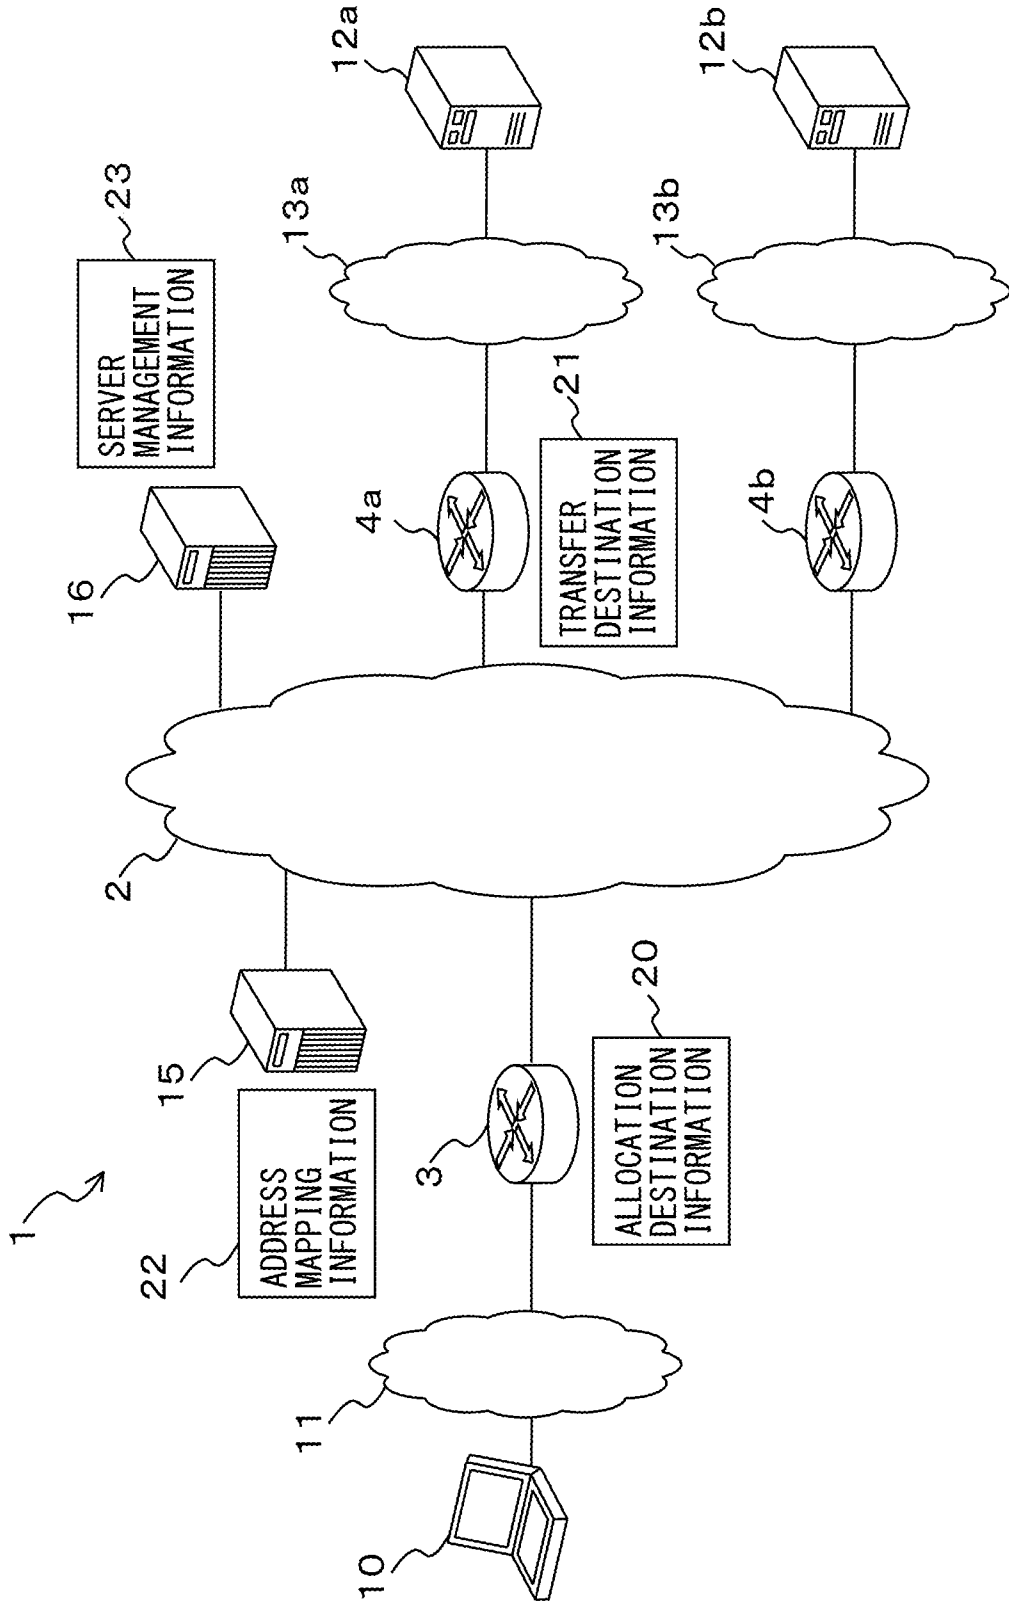 1
2
15
22
ADDRESS
MAPPING
INFORMATION
16
SERVER
MANAGEMENT
INFORMATION
23
10
11
3
ALLOCATION
DESTINATION
INFORMATION
20
4a
TRANSFER
DESTINATION
INFORMATION
21
13a
12a
4b
13b
12b